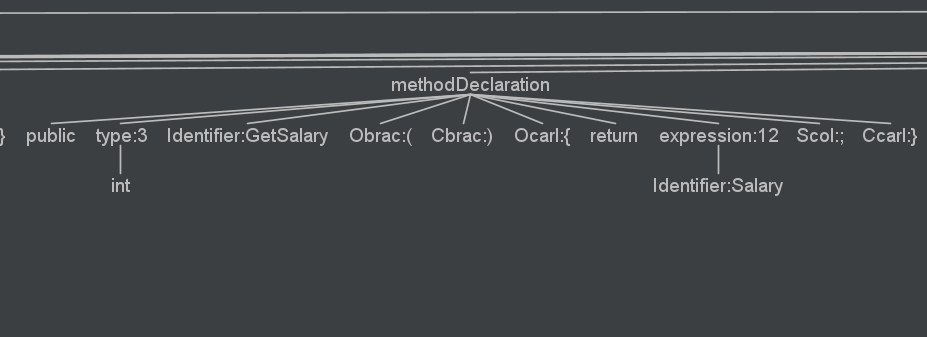 methodDeclaration
} public type:3 Identifier:GetSalary Obrac:( Cbrac:) Ocarl:{ return expression:12 Scol:; Ccarl:}
int Identifier:Salary